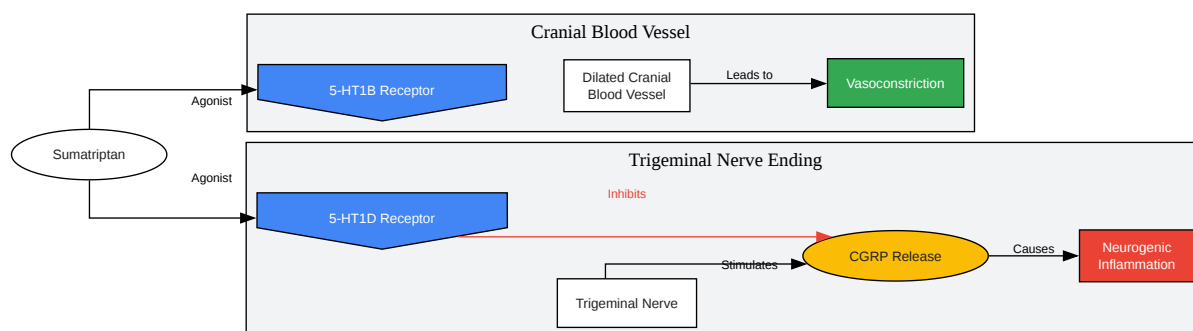 Cranial Blood Vessel
5-HT1B Receptor
Dilated Cranial
Blood Vessel
Leads to
Vasoconstriction
Agonist
Sumatriptan
Agonist
Trigeminal Nerve Ending
5-HT1D Receptor
Inhibits
CGRP Release
Causes
Neurogenic
Inflammation
Stimulates
Trigeminal Nerve